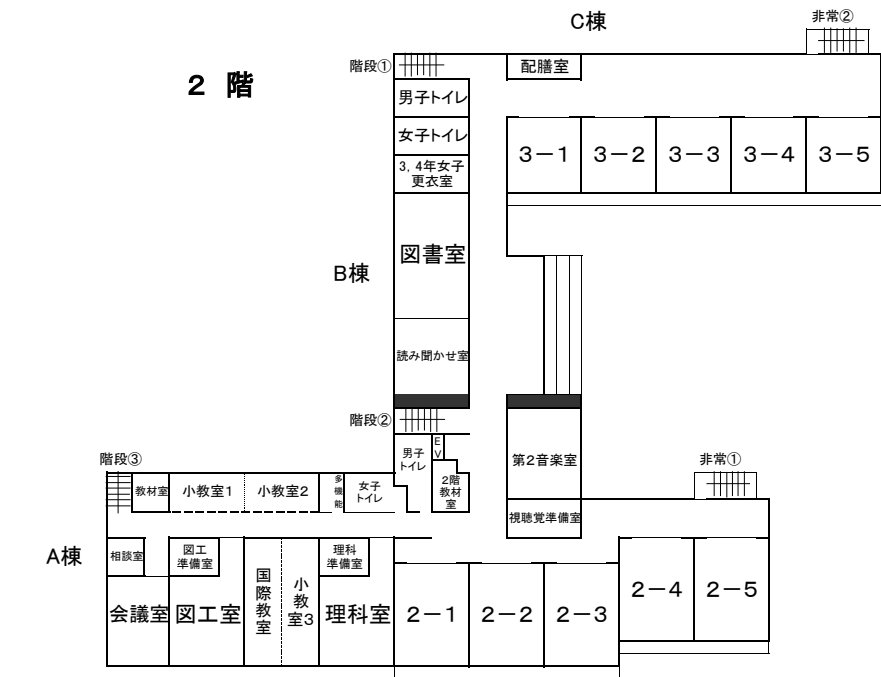 C棟
非常②
２ 階
階段①
配膳室
男子トイレ
女子トイレ
3, 4年女子
更衣室
３－１
３－２
３－３
３－４
３－５
図書室
B棟
読み聞かせ室
階段②
男子
トイレ
E
V
2階
教材
室
第2音楽室
視聴覚準備室
非常①
階段③
教材室
小教室1
小教室2
多
機
能
女子
トイレ
A棟
相談室
図工
準備室
理科
準備室
会議室
図工室
国
際
教
室
小
教
室3
理科室
２－１
２－２
２－３
２－４
２－５